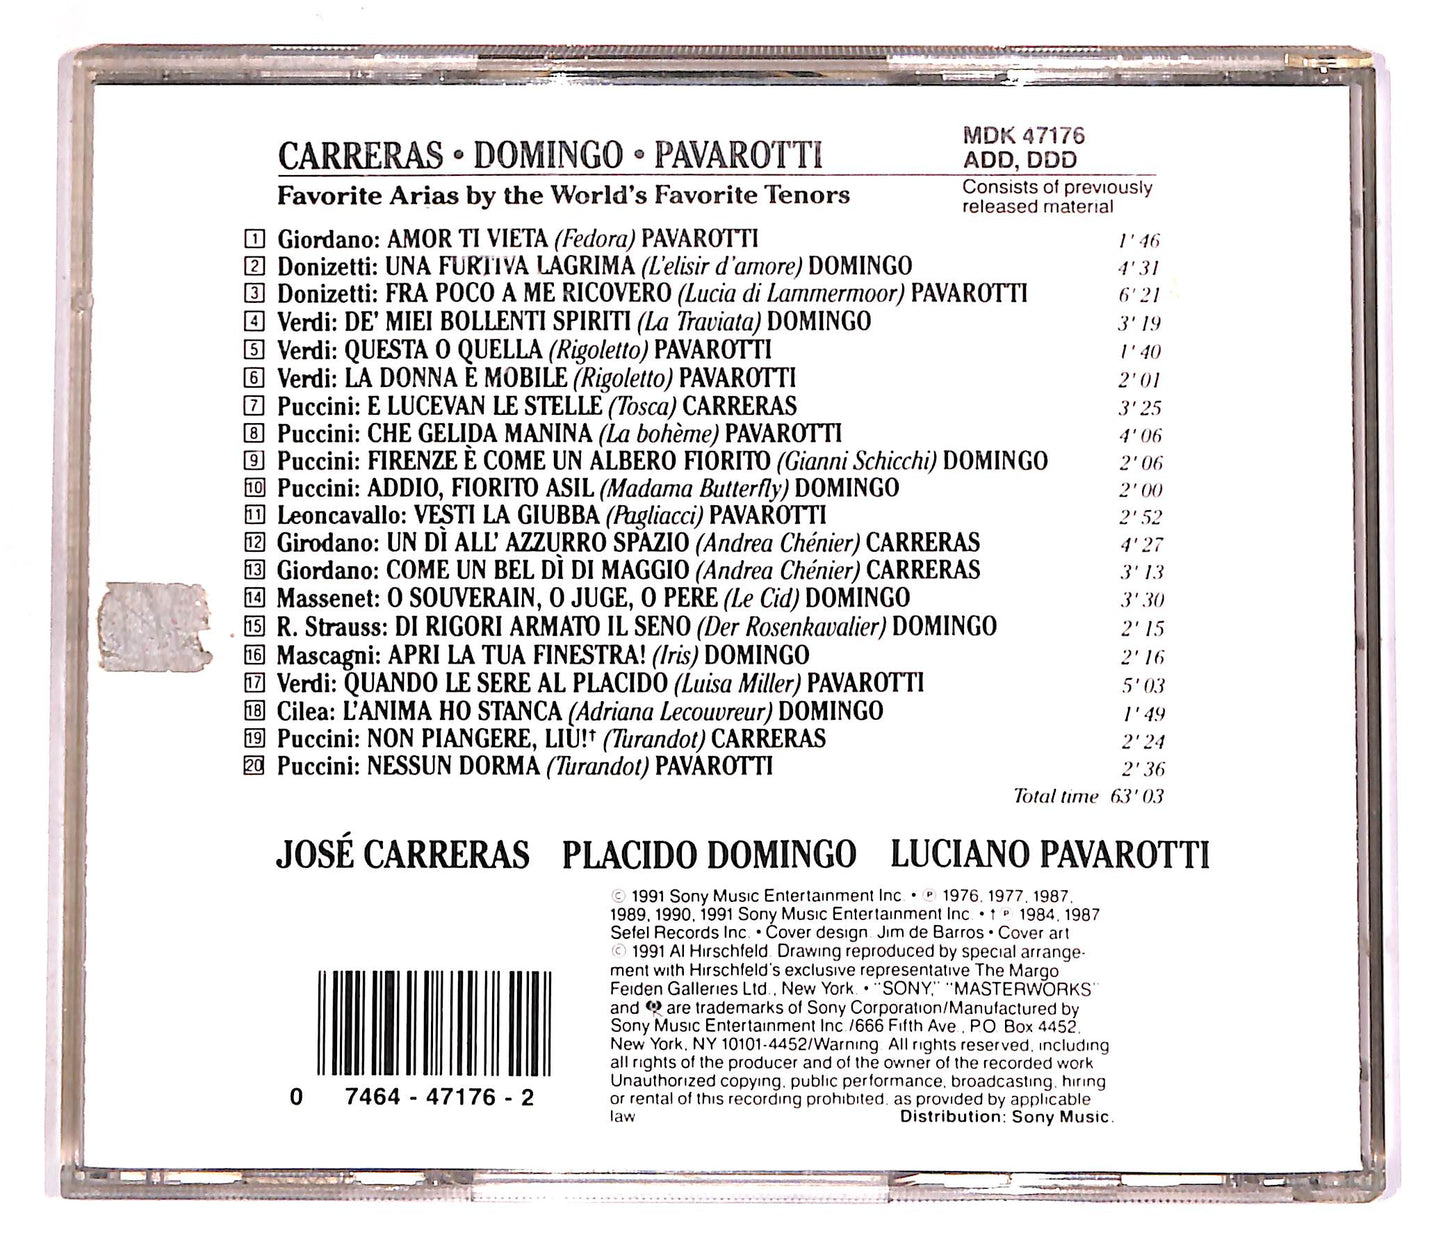 CARRERAS • DOMINGO • PAVAROTTI
MDK 47176
ADD, DDD
Favorite Arias by the World's Favorite Tenors
Consists of previously
released material
1 Giordano: AMOR TI VIETA (Fedora) PAVAROTTI 1'46
2 Donizetti: UNA FURTIVA LAGRIMA (L'elisir d'amore) DOMINGO 4'31
3 Donizetti: FRA POCO A ME RICOVERO (Lucia di Lammermoor) PAVAROTTI 6'21
4 Verdi: DE' MIEI BOLLENTI SPIRITI (La Traviata) DOMINGO 3'19
5 Verdi: QUESTA O QUELLA (Rigoletto) PAVAROTTI 1'40
6 Verdi: LA DONNA E MOBILE (Rigoletto) PAVAROTTI 2'01
7 Puccini: E LUCEVAN LE STELLE (Tosca) CARRERAS 3'25
8 Puccini: CHE GELIDA MANINA (La bohème) PAVAROTTI 4'06
9 Puccini: FIRENZE È COME UN ALBERO FIORITO (Gianni Schicchi) DOMINGO 2'06
10 Puccini: ADDIO, FIORITO ASIL (Madama Butterfly) DOMINGO 2'00
11 Leoncavallo: VESTI LA GIUBBA (Pagliacci) PAVAROTTI 2'52
12 Girodano: UN DÌ ALL' AZZURRO SPAZIO (Andrea Chénier) CARRERAS 4'27
13 Giordano: COME UN BEL DÌ DI MAGGIO (Andrea Chénier) CARRERAS 3'13
14 Massenet: O SOUVERAIN, O JUGE, O PERE (Le Cid) DOMINGO 3'30
15 R. Strauss: DI RIGORI ARMATO IL SENO (Der Rosenkavalier) DOMINGO 2'15
16 Mascagni: APRI LA TUA FINESTRA! (Iris) DOMINGO 2'16
17 Verdi: QUANDO LE SERE AL PLACIDO (Luisa Miller) PAVAROTTI 5'03
18 Cilea: L'ANIMA HO STANCA (Adriana Lecouvreur) DOMINGO 1'49
19 Puccini: NON PIANGERE, LIÙ!† (Turandot) CARRERAS 2'24
20 Puccini: NESSUN DORMA (Turandot) PAVAROTTI 2'36
Total time 63'03
JOSÉ CARRERAS PLACIDO DOMINGO LUCIANO PAVAROTTI
© 1991 Sony Music Entertainment Inc. • ℗ 1976, 1977, 1987,
1989, 1990, 1991 Sony Music Entertainment Inc. • † ℗ 1984, 1987
Sefel Records Inc. • Cover design: Jim de Barros • Cover art
© 1991 Al Hirschfeld. Drawing reproduced by special arrange-
ment with Hirschfeld's exclusive representative The Margo
Feiden Galleries Ltd., New York. • "SONY," "MASTERWORKS"
and are trademarks of Sony Corporation/Manufactured by
Sony Music Entertainment Inc./666 Fifth Ave., P.O. Box 4452,
New York, NY 10101-4452/Warning: All rights reserved, including
all rights of the producer and of the owner of the recorded work.
Unauthorized copying, public performance, broadcasting, hiring
or rental of this recording prohibited, as provided by applicable
law. Distribution: Sony Music.
0 7464 - 47176 - 2